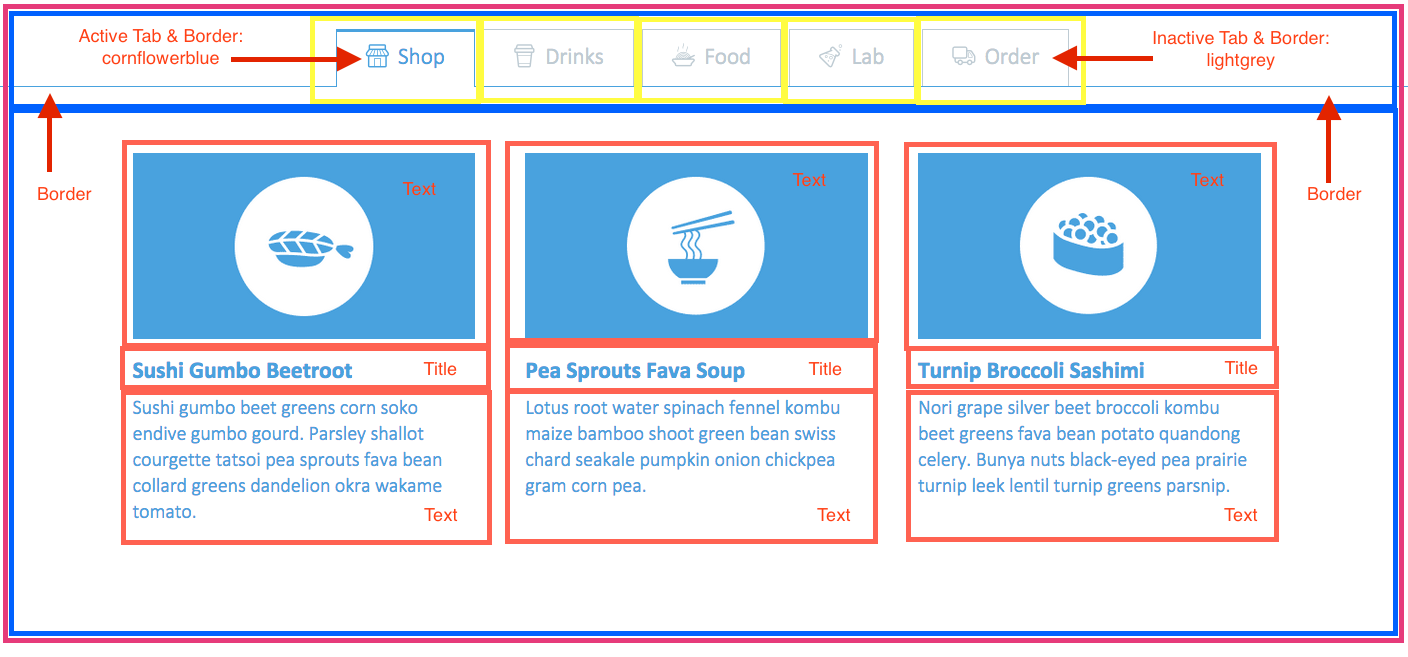 Active Tab & Border:
cornflowerblue
Shop
Drinks
Food
Lab
Order
Inactive Tab & Border:
lightgrey
Border
Border
Text
Text
Text
Sushi Gumbo Beetroot
Title
Pea Sprouts Fava Soup
Title
Turnip Broccoli Sashimi
Title
Sushi gumbo beet greens corn soko
endive gumbo gourd. Parsley shallot
courgette tatsoi pea sprouts fava bean
collard greens dandelion okra wakame
tomato.
Text
Lotus root water spinach fennel kombu
maize bamboo shoot green bean swiss
chard seakale pumpkin onion chickpea
gram corn pea.
Text
Nori grape silver beet broccoli kombu
beet greens fava bean potato quandong
celery. Bunya nuts black-eyed pea prairie
turnip leek lentil turnip greens parsnip.
Text